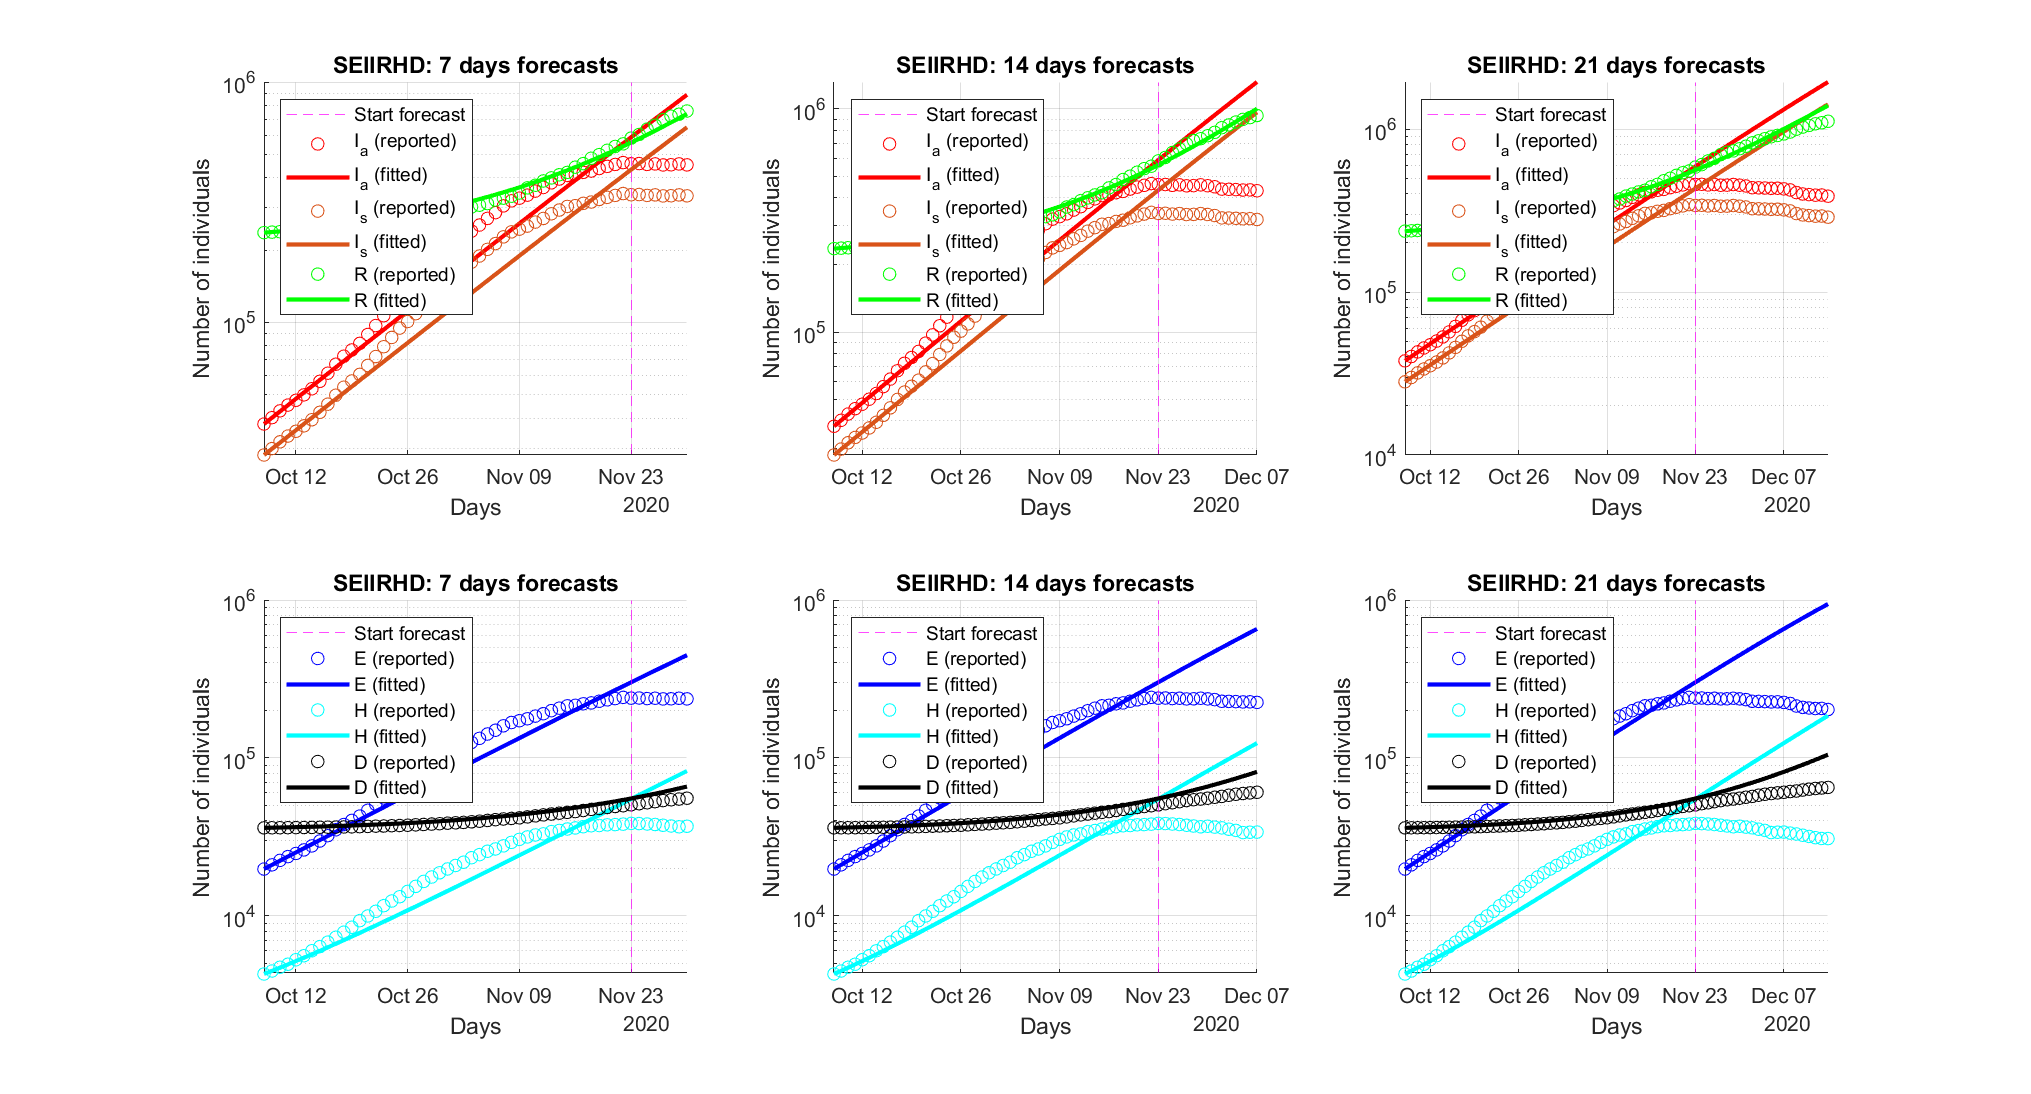 SEIIRHD: 7 days forecasts
10^6
10^5
Number of individuals
Start forecast
I_a (reported)
I_a (fitted)
I_s (reported)
I_s (fitted)
R (reported)
R (fitted)
Oct 12 Oct 26 Nov 09 Nov 23
Days
2020
SEIIRHD: 14 days forecasts
10^6
10^5
Number of individuals
Start forecast
I_a (reported)
I_a (fitted)
I_s (reported)
I_s (fitted)
R (reported)
R (fitted)
Oct 12 Oct 26 Nov 09 Nov 23 Dec 07
Days
2020
SEIIRHD: 21 days forecasts
10^6
10^5
10^4
Number of individuals
Start forecast
I_a (reported)
I_a (fitted)
I_s (reported)
I_s (fitted)
R (reported)
R (fitted)
Oct 12 Oct 26 Nov 09 Nov 23 Dec 07
Days
2020
SEIIRHD: 7 days forecasts
10^6
10^5
10^4
Number of individuals
Start forecast
E (reported)
E (fitted)
H (reported)
H (fitted)
D (reported)
D (fitted)
Oct 12 Oct 26 Nov 09 Nov 23
Days
2020
SEIIRHD: 14 days forecasts
10^6
10^5
10^4
Number of individuals
Start forecast
E (reported)
E (fitted)
H (reported)
H (fitted)
D (reported)
D (fitted)
Oct 12 Oct 26 Nov 09 Nov 23 Dec 07
Days
2020
SEIIRHD: 21 days forecasts
10^6
10^5
10^4
Number of individuals
Start forecast
E (reported)
E (fitted)
H (reported)
H (fitted)
D (reported)
D (fitted)
Oct 12 Oct 26 Nov 09 Nov 23 Dec 07
Days
2020